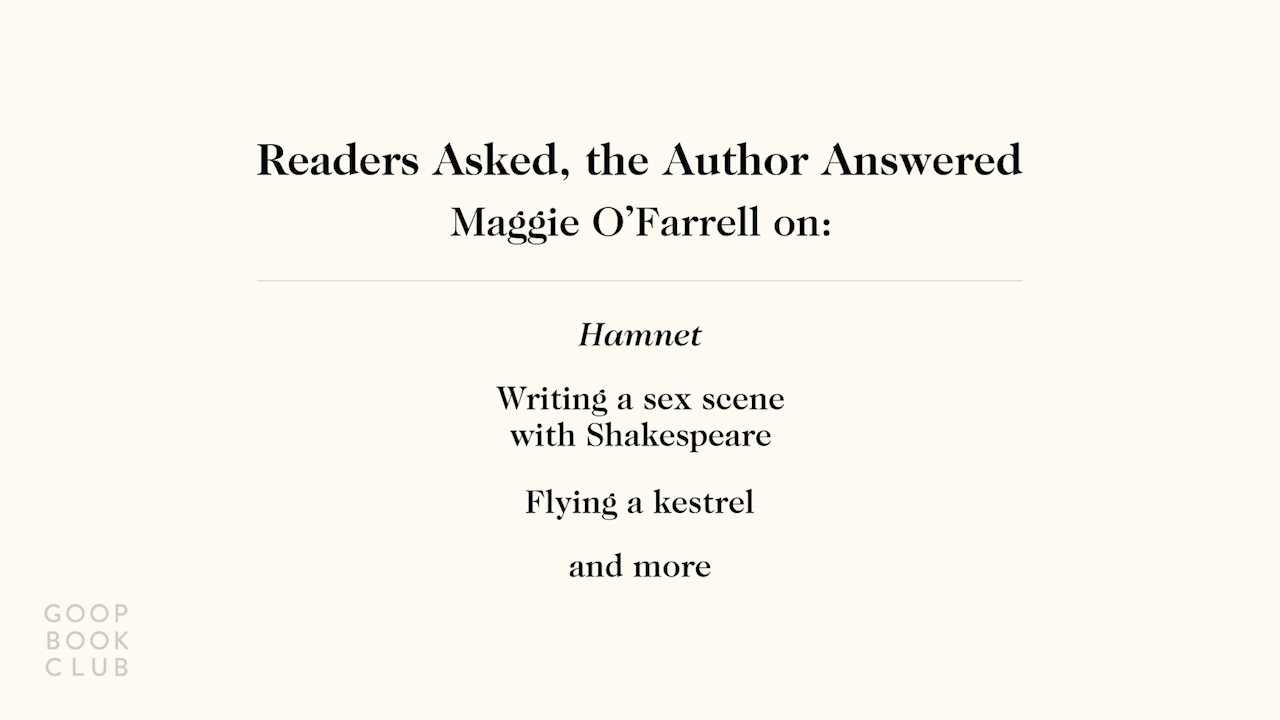 Readers Asked, the Author Answered
Maggie O’Farrell on:
Hamnet
Writing a sex scene
with Shakespeare
Flying a kestrel
and more
GOOP
BOOK
CLUB